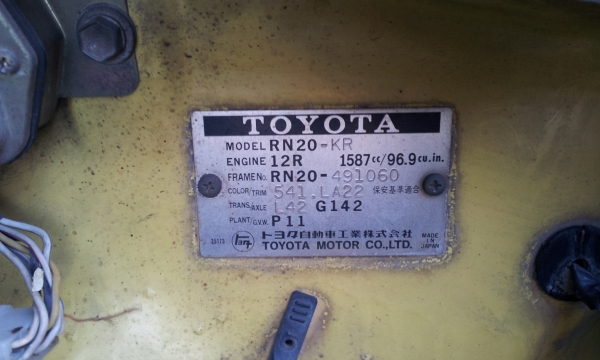 TOYOTA
MODEL RN20-KR
ENGINE 12R 1587cc/96.9cu.in.
FRAME No. RN20-491060
COLOR/TRIM 541. LA22 保安基準適合
TRANS./AXLE L42 G142
PLANT/G.V.W. P11
トヨタ自動車工業株式会社
TOYOTA MOTOR CO.,LTD.
MADE IN JAPAN